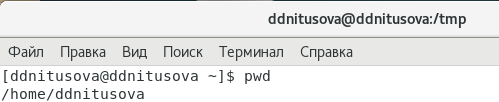 ddnitusova@ddnitusova:/tmp
Файл Правка Вид Поиск Терминал Справка
[ddnitusova@ddnitusova ~]$ pwd
/home/ddnitusova